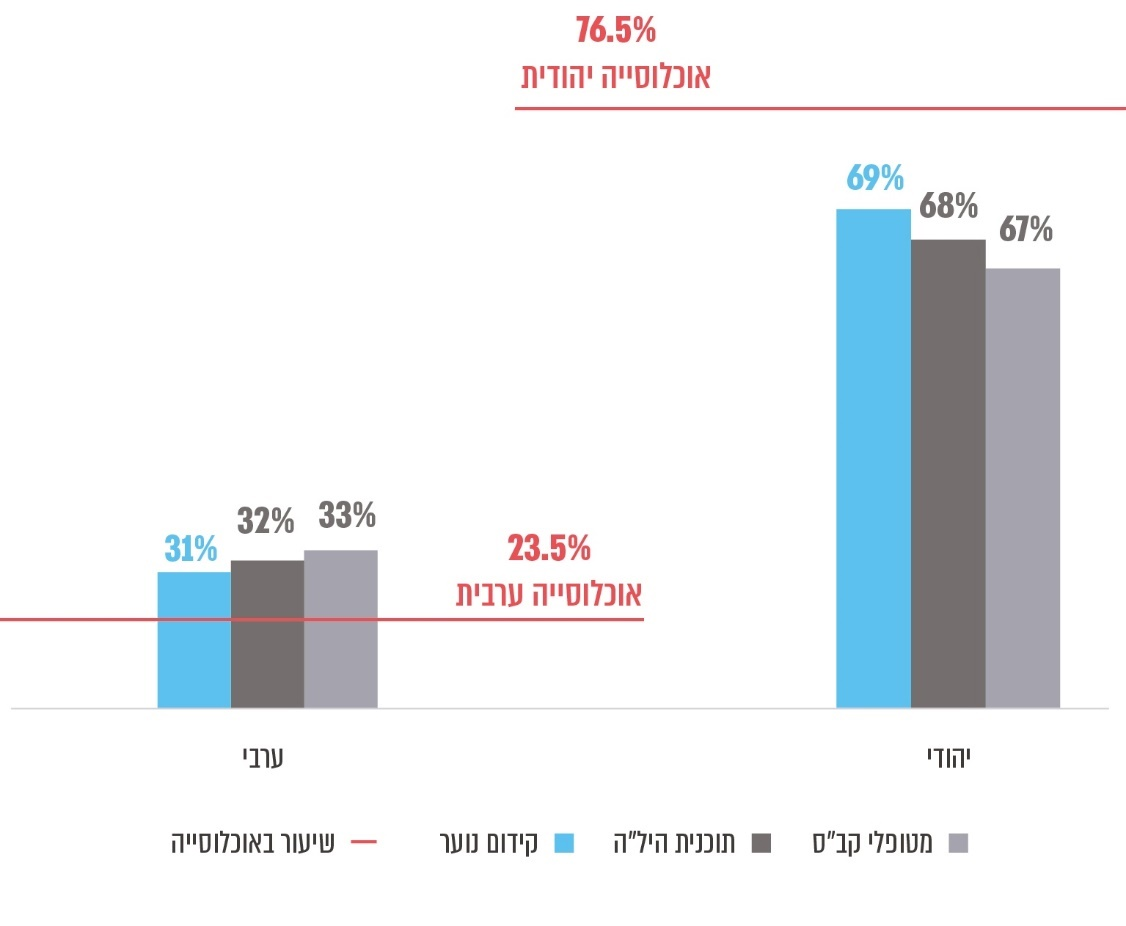 76.5%
אוכלוסייה יהודית
69%
68%
67%
33%
32%
31%
23.5%
אוכלוסייה ערבית
יהודי
ערבי
מטופלי קב"ס
תוכנית היל"ה
קידום נוער
שיעור באוכלוסייה